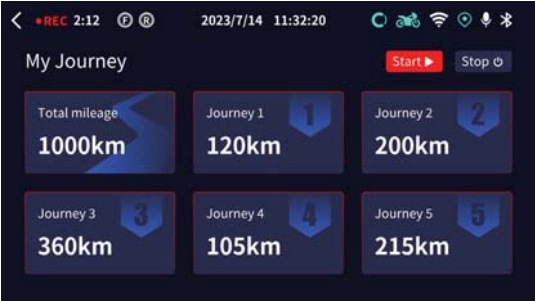 REC 2:12 F R 2023/7/14 11:32:20
My Journey
Start Stop
Total mileage
1000km
Journey 1
1
120km
Journey 2
2
200km
Journey 3
3
360km
Journey 4
4
105km
Journey 5
5
215km